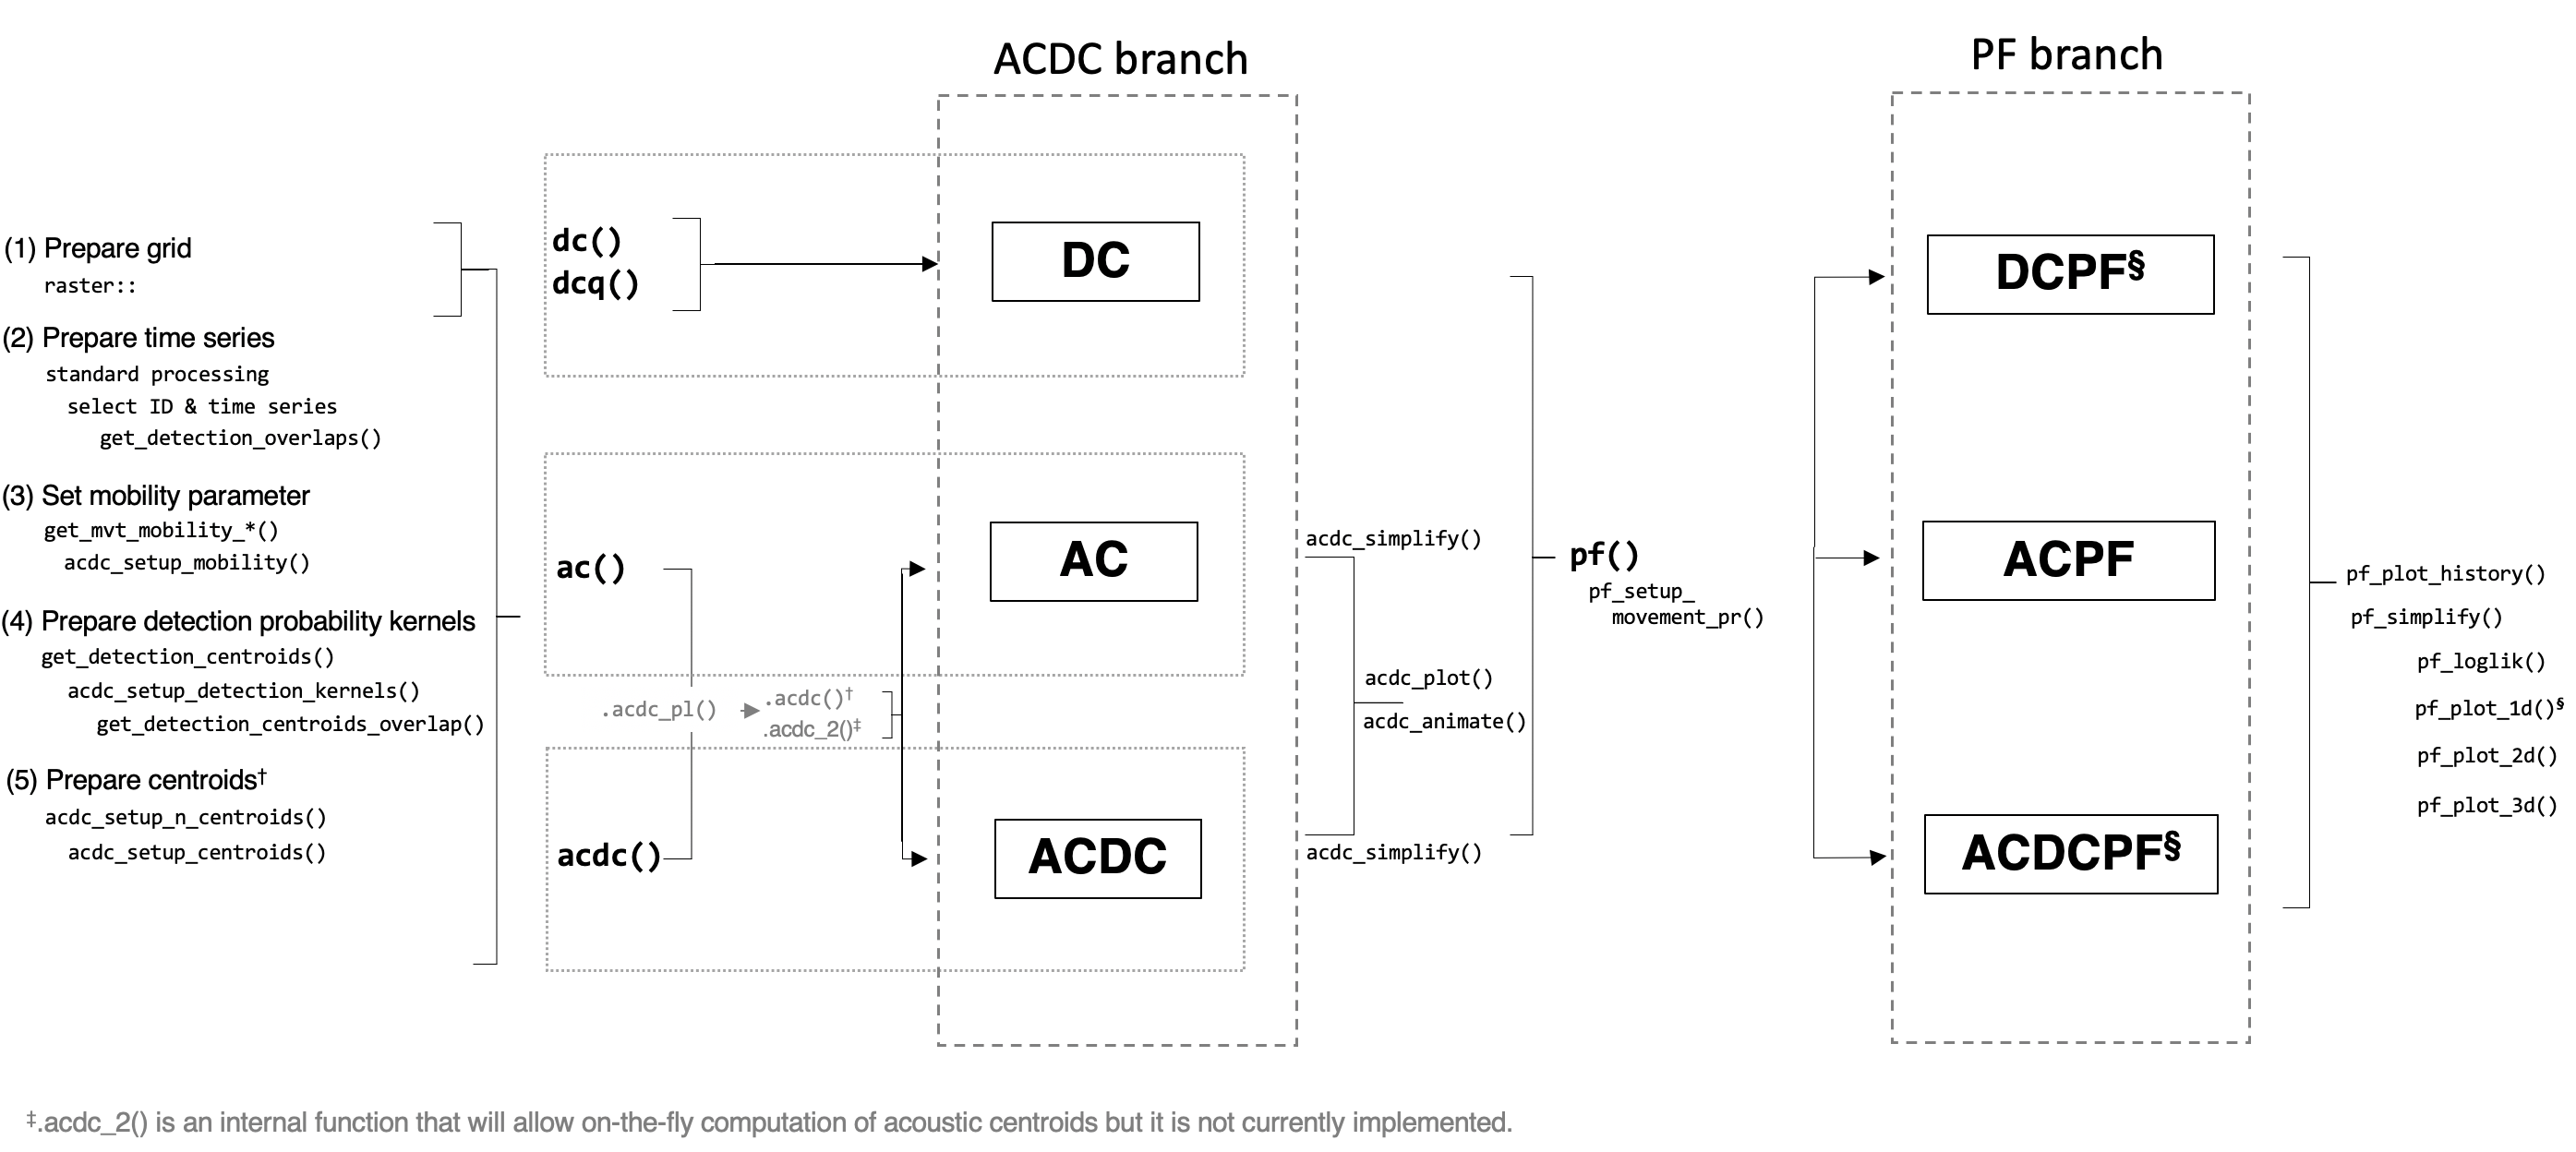 ACDC branch
PF branch
(1) Prepare grid
raster::
(2) Prepare time series
standard processing
select ID & time series
get_detection_overlaps()
(3) Set mobility parameter
get_mvt_mobility_*()
acdc_setup_mobility()
(4) Prepare detection probability kernels
get_detection_centroids()
acdc_setup_detection_kernels()
get_detection_centroids_overlap()
(5) Prepare centroids†
acdc_setup_n_centroids()
acdc_setup_centroids()
dc()
dcq()
DC
ac()
AC
.acdc_pl()
.acdc()†
.acdc_2()‡
acdc()
ACDC
acdc_simplify()
acdc_plot()
acdc_animate()
acdc_simplify()
pf()
pf_setup_
movement_pr()
DCPF§
ACPF
ACDCPF§
pf_plot_history()
pf_simplify()
pf_loglik()
pf_plot_1d()§
pf_plot_2d()
pf_plot_3d()
‡.acdc_2() is an internal function that will allow on-the-fly computation of acoustic centroids but it is not currently implemented.